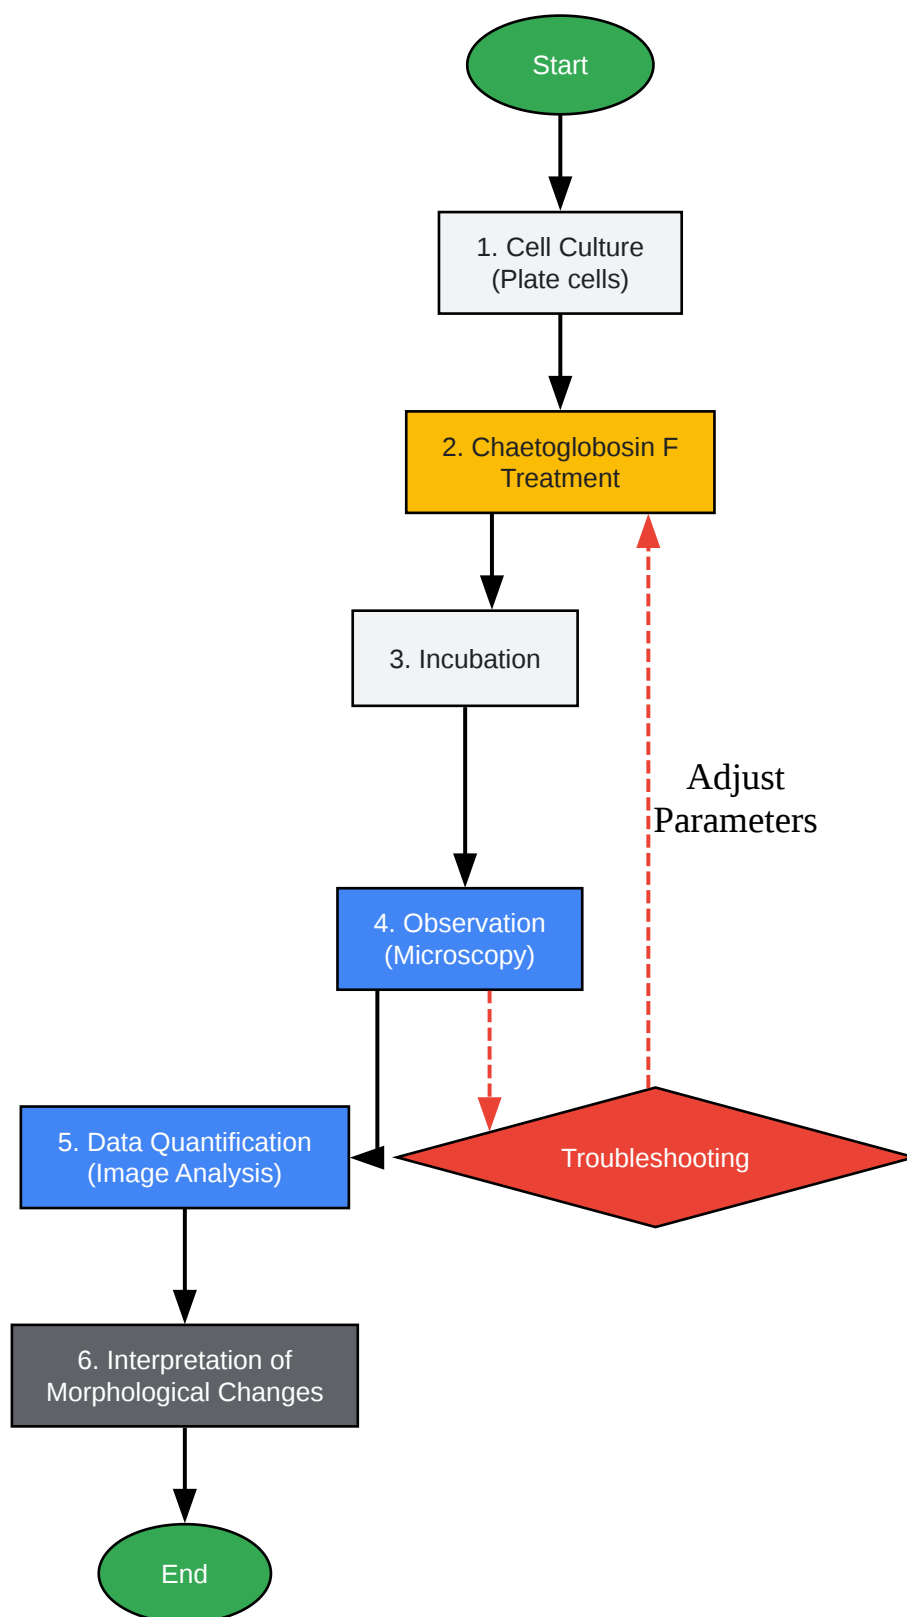 Start
1. Cell Culture
(Plate cells)
2. Chaetoglobosin F
Treatment
3. Incubation
Adjust
Parameters
4. Observation
(Microscopy)
5. Data Quantification
(Image Analysis)
Troubleshooting
6. Interpretation of
Morphological Changes
End